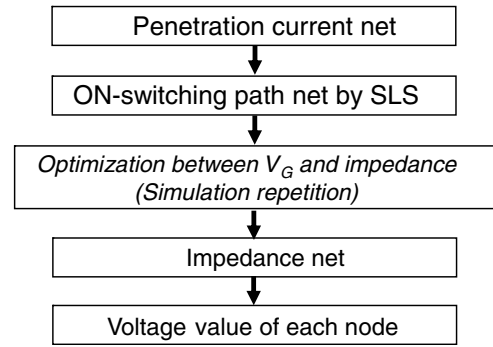 Penetration current net
ON-switching path net by SLS
Optimization between V_G and impedance
(Simulation repetition)
Impedance net
Voltage value of each node